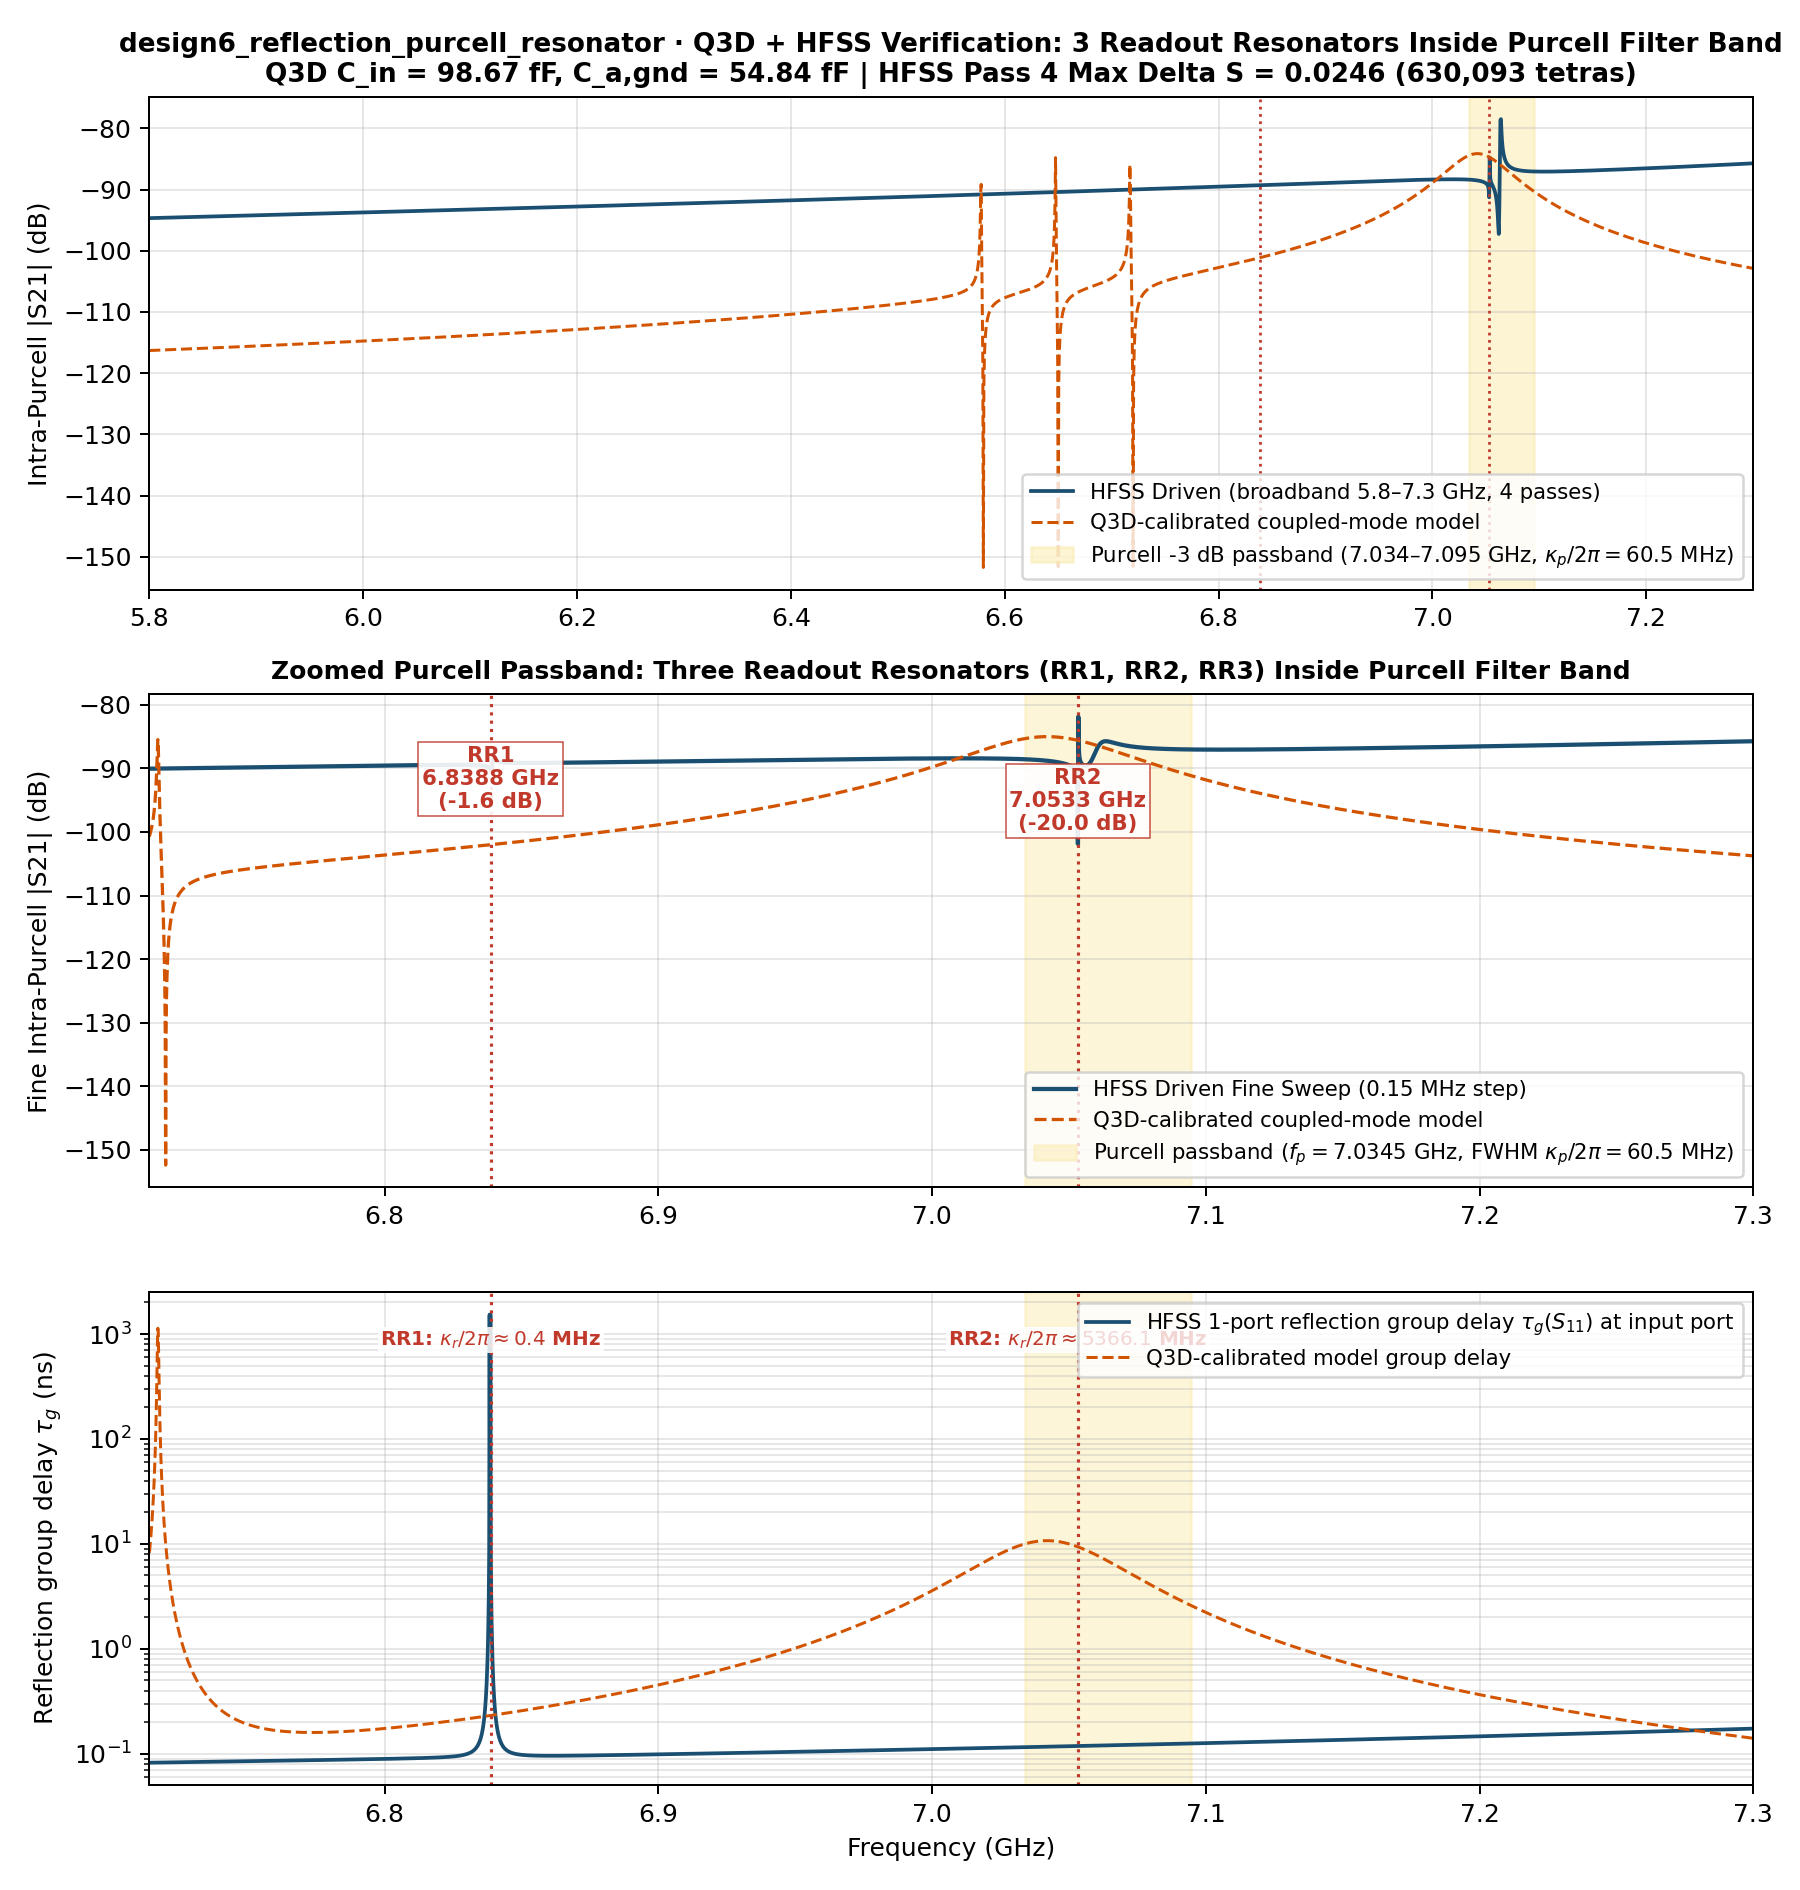 design6_reflection_purcell_resonator · Q3D + HFSS Verification: 3 Readout Resonators Inside Purcell Filter Band
Q3D C_in = 98.67 fF, C_a,gnd = 54.84 fF | HFSS Pass 4 Max Delta S = 0.0246 (630,093 tetras)
Intra-Purcell |S21| (dB)
−80
−90
−100
−110
−120
−130
−140
−150
HFSS Driven (broadband 5.8–7.3 GHz, 4 passes)
Q3D-calibrated coupled-mode model
Purcell -3 dB passband (7.034–7.095 GHz, κp/2π = 60.5 MHz)
5.8 6.0 6.2 6.4 6.6 6.8 7.0 7.2
Zoomed Purcell Passband: Three Readout Resonators (RR1, RR2, RR3) Inside Purcell Filter Band
Fine Intra-Purcell |S21| (dB)
−80
−90
−100
−110
−120
−130
−140
−150
RR1
6.8388 GHz
(-1.6 dB)
RR2
7.0533 GHz
(-20.0 dB)
HFSS Driven Fine Sweep (0.15 MHz step)
Q3D-calibrated coupled-mode model
Purcell passband (fp = 7.0345 GHz, FWHM κp/2π = 60.5 MHz)
6.8 6.9 7.0 7.1 7.2 7.3
Reflection group delay τg (ns)
10³
10²
10¹
10⁰
10⁻¹
RR1: κr/2π ≈ 0.4 MHz
RR2: κr/2π ≈ 5366.1 MHz
HFSS 1-port reflection group delay τg(S11) at input port
Q3D-calibrated model group delay
6.8 6.9 7.0 7.1 7.2 7.3
Frequency (GHz)